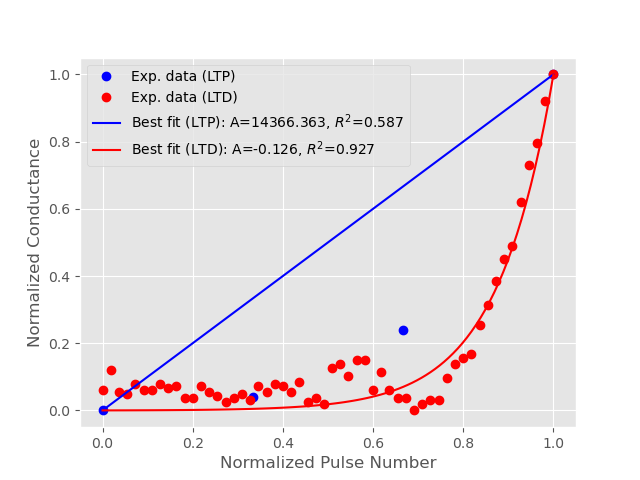 Exp. data (LTP)
Exp. data (LTD)
Best fit (LTP): A=14366.363, R²=0.587
Best fit (LTD): A=-0.126, R²=0.927
Normalized Conductance
1.0
0.8
0.6
0.4
0.2
0.0
0.0 0.2 0.4 0.6 0.8 1.0
Normalized Pulse Number